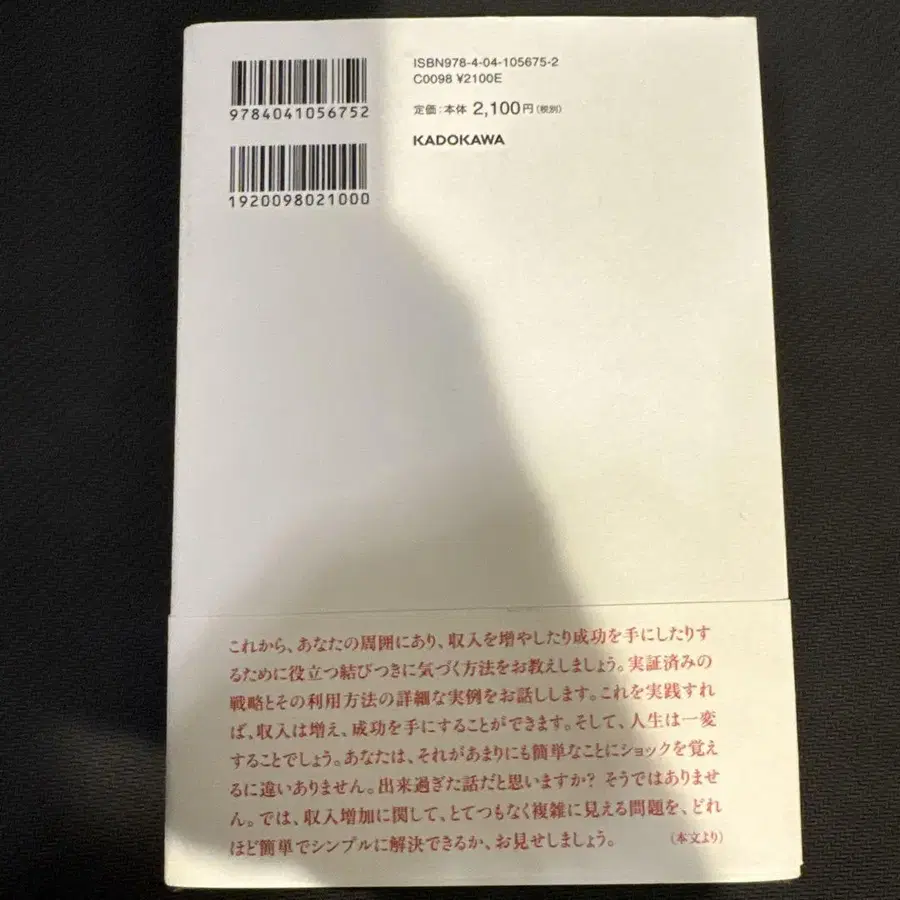 9784041056752
1920098021000
ISBN978-4-04-105675-2
C0098 ¥2100E
定価:本体 2,100円(税別)
KADOKAWA
これから、あなたの周囲にあり、収入を増やしたり成功を手にしたりす
るために役立つ結びつきに気づく方法をお教えしましょう。実証済みの
戦略とその利用方法の詳細な実例をお話しします。これを実践すれ
ば、収入は増え、成功を手にすることができます。そして、人生は一変
することでしょう。あなたは、それがあまりにも簡単なことにショックを覚え
るに違いありません。出来過ぎた話だと思いますか? そうではありませ
ん。では、収入増加に関して、とてつもなく複雑に見える問題を、どれ
ほど簡単でシンプルに解決できるか、お見せしましょう。 (本文より)